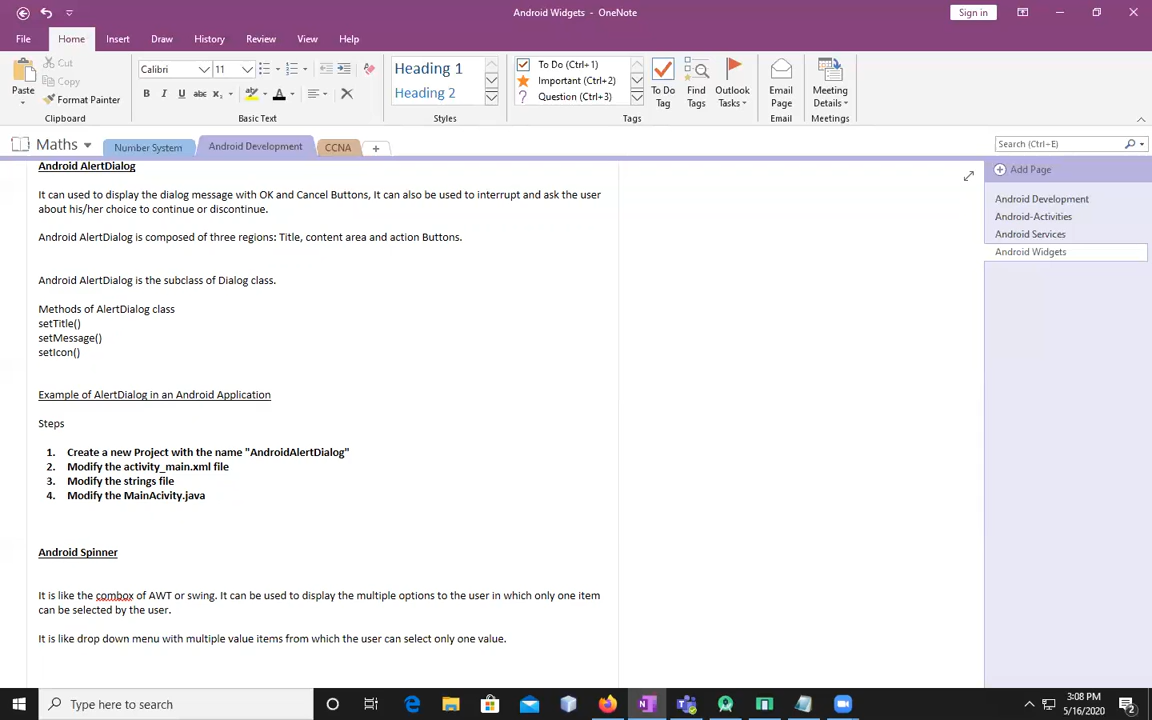 Android Widgets - OneNote
Sign in
File Home Insert Draw History Review View Help
Paste
Cut
Copy
Format Painter
Clipboard
Calibri 11
B I U abc x₂ A
Basic Text
Heading 1
Heading 2
Styles
To Do (Ctrl+1)
Important (Ctrl+2)
? Question (Ctrl+3)
To Do Tag
Find Tags
Outlook Tasks
Tags
Email Page
Email
Meeting Details
Meetings
Maths
Number System
Android Development
CCNA
+
Search (Ctrl+E)
Add Page
Android Development
Android-Activities
Android Services
Android Widgets
Android AlertDialog
It can used to display the dialog message with OK and Cancel Buttons, It can also be used to interrupt and ask the user
about his/her choice to continue or discontinue.
Android AlertDialog is composed of three regions: Title, content area and action Buttons.
Android AlertDialog is the subclass of Dialog class.
Methods of AlertDialog class
setTitle()
setMessage()
setIcon()
Example of AlertDialog in an Android Application
Steps
1. Create a new Project with the name "AndroidAlertDialog"
2. Modify the activity_main.xml file
3. Modify the strings file
4. Modify the MainAcivity.java
Android Spinner
It is like the combox of AWT or swing. It can be used to display the multiple options to the user in which only one item
can be selected by the user.
It is like drop down menu with multiple value items from which the user can select only one value.
Type here to search
3:08 PM
5/16/2020
2